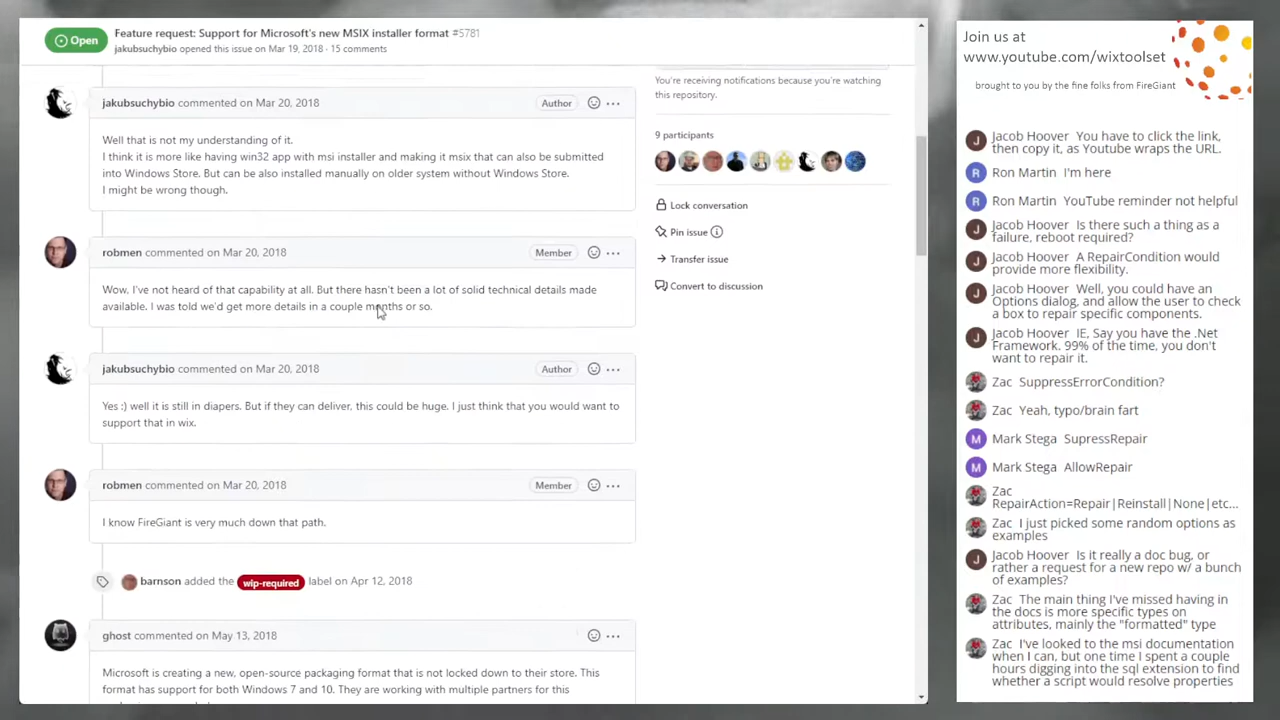 Open
Feature request: Support for Microsoft's new MSIX installer format #5781
jakubsuchybio opened this issue on Mar 19, 2018 · 15 comments
jakubsuchybio commented on Mar 20, 2018
Author
Well that is not my understanding of it.
I think it is more like having win32 app with msi installer and making it msix that can also be submitted
into Windows Store. But can be also installed manually on older system without Windows Store.
I might be wrong though.
robmen commented on Mar 20, 2018
Member
Wow, I've not heard of that capability at all. But there hasn't been a lot of solid technical details made
available. I was told we'd get more details in a couple months or so.
jakubsuchybio commented on Mar 20, 2018
Author
Yes :) well it is still in diapers. But if they can deliver, this could be huge. I just think that you would want to
support that in wix.
robmen commented on Mar 20, 2018
Member
I know FireGiant is very much down that path.
barnson added the wip-required label on Apr 12, 2018
ghost commented on May 13, 2018
Microsoft is creating a new, open-source packaging format that is not locked down to their store. This
format has support for both Windows 7 and 10. They are working with multiple partners for this
You're receiving notifications because you're watching
this repository.
9 participants
Lock conversation
Pin issue
Transfer issue
Convert to discussion
Join us at
www.youtube.com/wixtoolset
brought to you by the fine folks from FireGiant
Jacob Hoover You have to click the link,
then copy it, as Youtube wraps the URL.
Ron Martin I'm here
Ron Martin YouTube reminder not helpful
Jacob Hoover Is there such a thing as a
failure, reboot required?
Jacob Hoover A RepairCondition would
provide more flexibility.
Jacob Hoover Well, you could have an
Options dialog, and allow the user to check
a box to repair specific components.
Jacob Hoover IE, Say you have the .Net
Framework. 99% of the time, you don't
want to repair it.
Zac SuppressErrorCondition?
Zac Yeah, typo/brain fart
Mark Stega SupressRepair
Mark Stega AllowRepair
Zac
RepairAction=Repair|Reinstall|None|etc...
Zac I just picked some random options as
examples
Jacob Hoover Is it really a doc bug, or
rather a request for a new repo w/ a bunch
of examples?
Zac The main thing I've missed having in
the docs is more specific types on
attributes, mainly the "formatted" type
Zac I've looked to the msi documentation
when I can, but one time I spent a couple
hours digging into the sql extension to find
whether a script would resolve properties